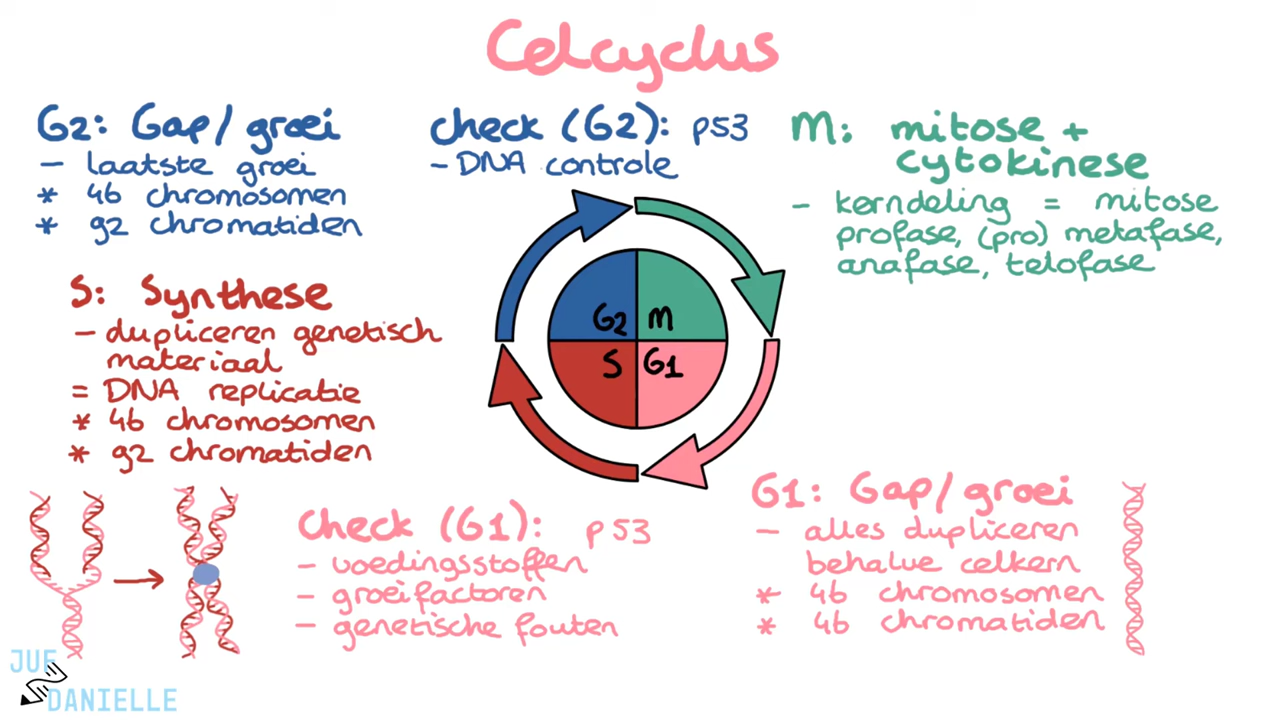 Celcyclus
G2: Gap/groei
- laatste groei
* 46 chromosomen
* 92 chromatiden
check (G2): p53
- DNA controle
M: mitose +
cytokinese
- kerndeling = mitose
profase, (pro) metafase,
anafase, telofase
S: Synthese
- dupliceren genetisch
materiaal
= DNA replicatie
* 46 chromosomen
* 92 chromatiden
G2 M
S G1
Check (G1): p53
- voedingsstoffen
- groeifactoren
- genetische fouten
G1: Gap/groei
- alles dupliceren
behalve celkern
* 46 chromosomen
* 46 chromatiden
JUF
DANIELLE